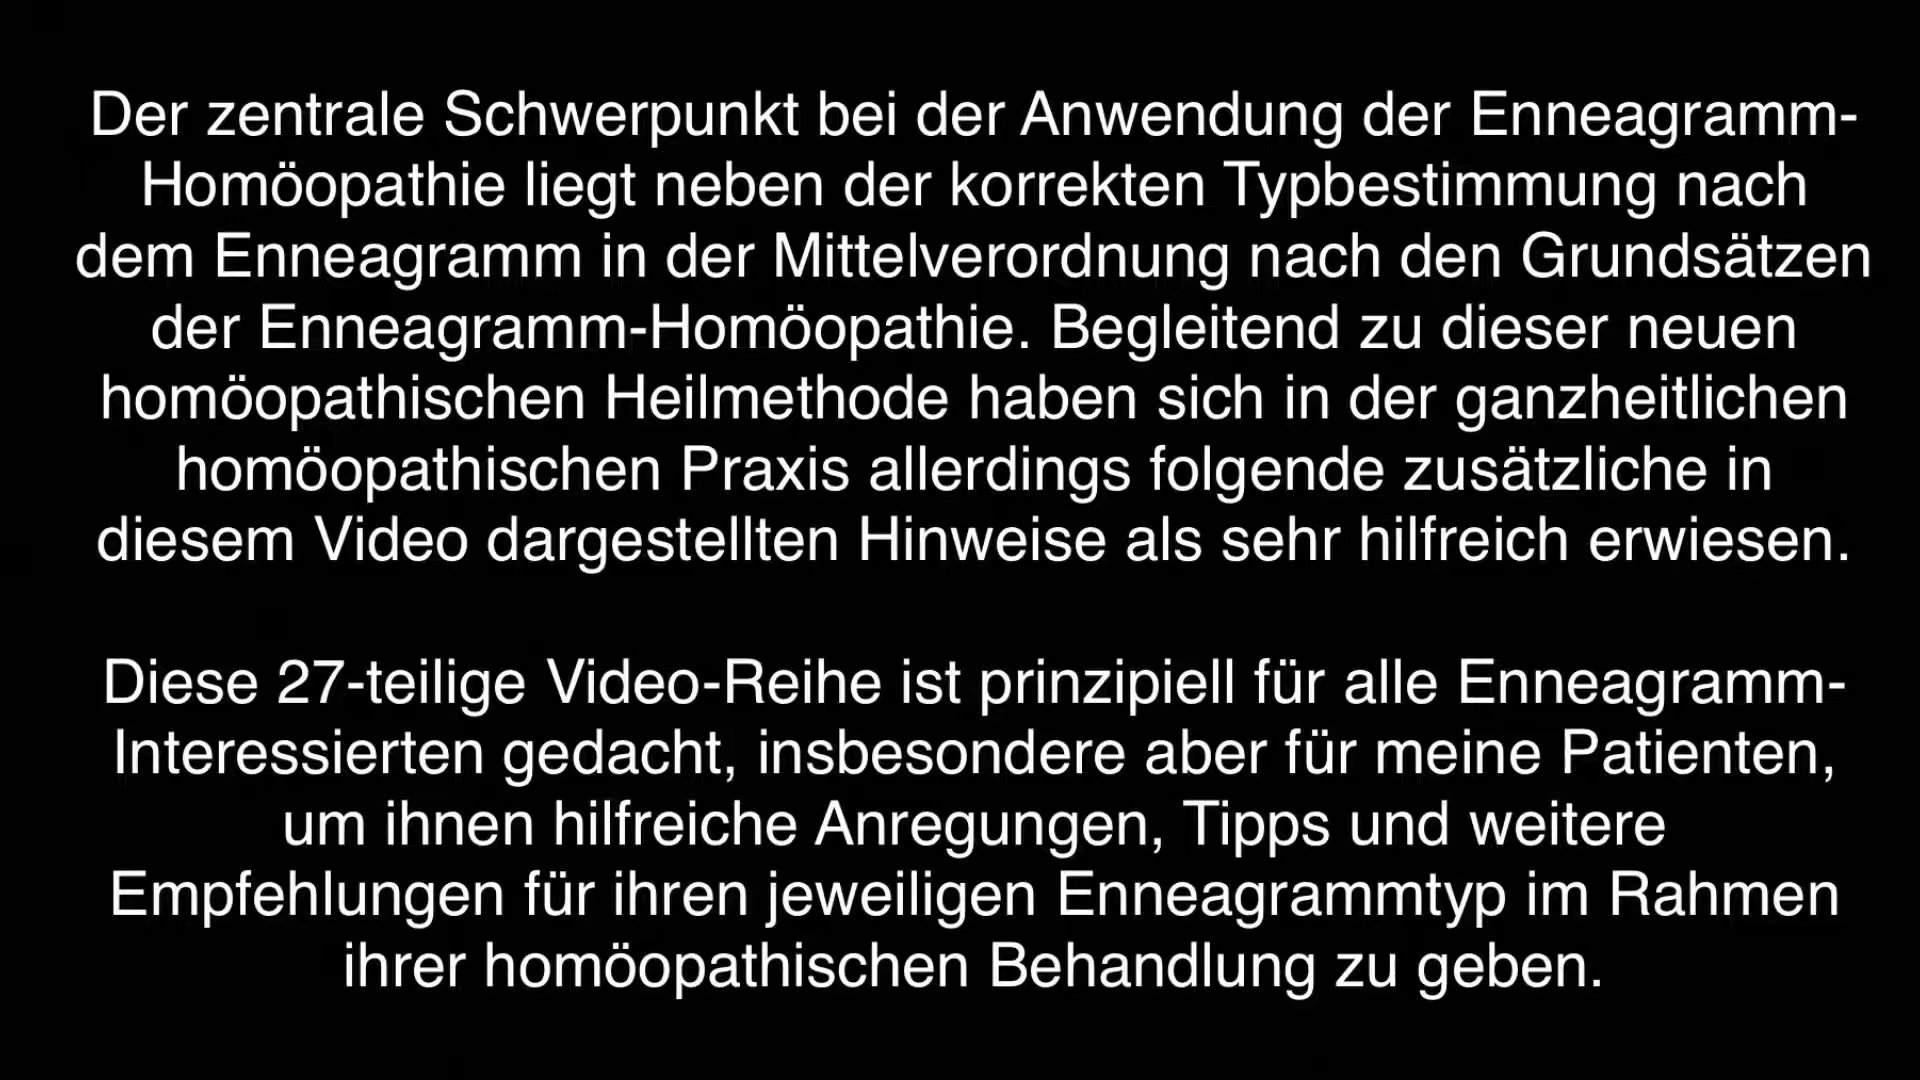 Der zentrale Schwerpunkt bei der Anwendung der Enneagramm-
Homöopathie liegt neben der korrekten Typbestimmung nach
dem Enneagramm in der Mittelverordnung nach den Grundsätzen
der Enneagramm-Homöopathie. Begleitend zu dieser neuen
homöopathischen Heilmethode haben sich in der ganzheitlichen
homöopathischen Praxis allerdings folgende zusätzliche in
diesem Video dargestellten Hinweise als sehr hilfreich erwiesen.
Diese 27-teilige Video-Reihe ist prinzipiell für alle Enneagramm-
Interessierten gedacht, insbesondere aber für meine Patienten,
um ihnen hilfreiche Anregungen, Tipps und weitere
Empfehlungen für ihren jeweiligen Enneagrammtyp im Rahmen
ihrer homöopathischen Behandlung zu geben.